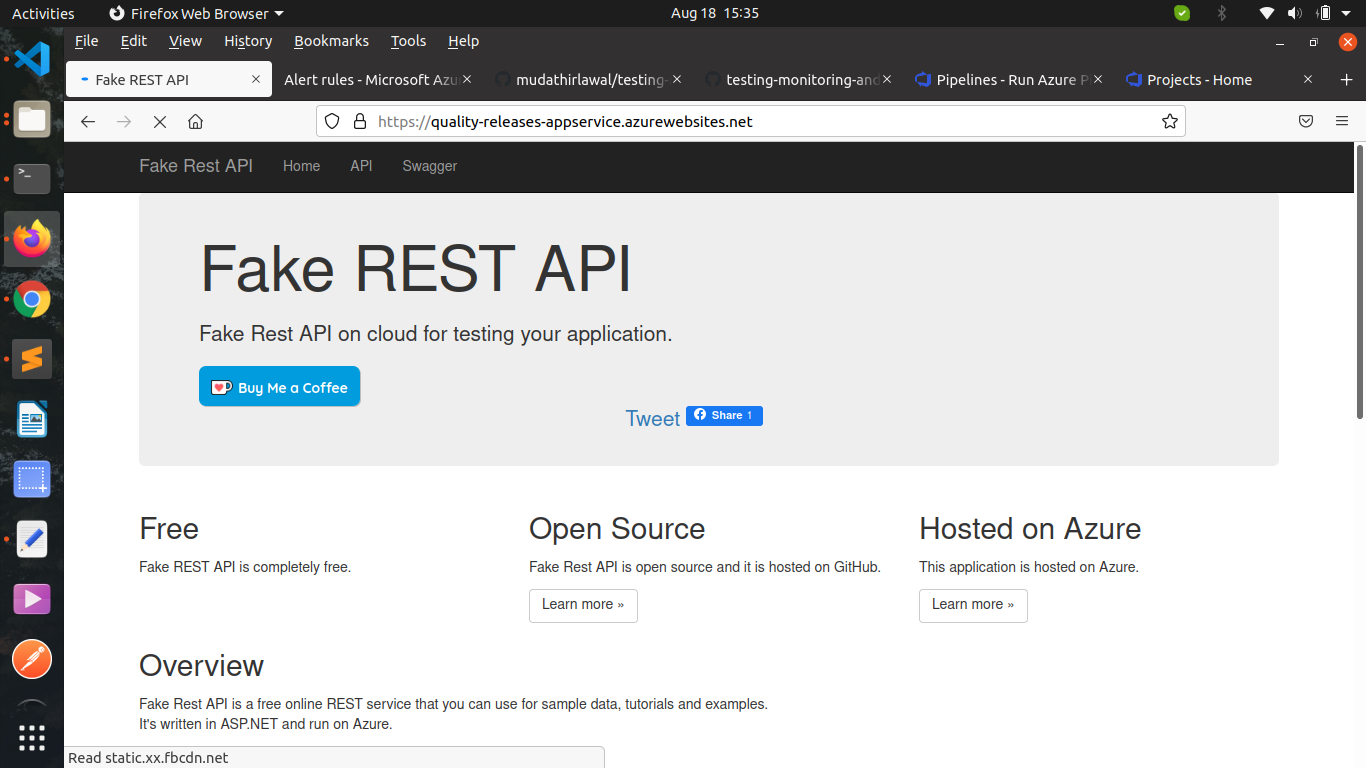 Activities Firefox Web Browser Aug 18 15:35
File Edit View History Bookmarks Tools Help
Fake REST API Alert rules - Microsoft Azu mudathirlawal/testing- testing-monitoring-and Pipelines - Run Azure P Projects - Home
https://quality-releases-appservice.azurewebsites.net
Fake Rest API Home API Swagger
Fake REST API
Fake Rest API on cloud for testing your application.
Buy Me a Coffee
Tweet Share 1
Free
Fake REST API is completely free.
Open Source
Fake Rest API is open source and it is hosted on GitHub.
Learn more »
Hosted on Azure
This application is hosted on Azure.
Learn more »
Overview
Fake Rest API is a free online REST service that you can use for sample data, tutorials and examples.
It's written in ASP.NET and run on Azure.
Read static.xx.fbcdn.net